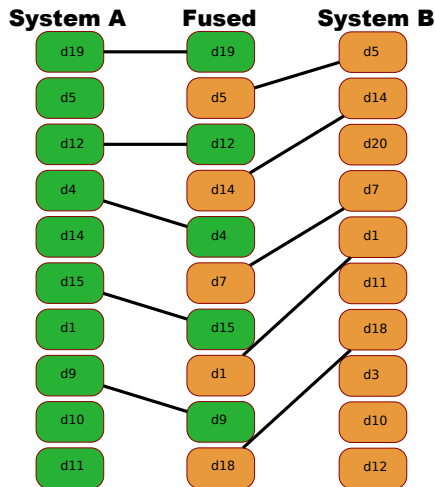 System A Fused System B
d19 d19 d5
d5 d5 d14
d12 d12 d20
d4 d14 d7
d14 d4 d1
d15 d7 d11
d1 d15 d18
d9 d1 d3
d10 d9 d10
d11 d18 d12